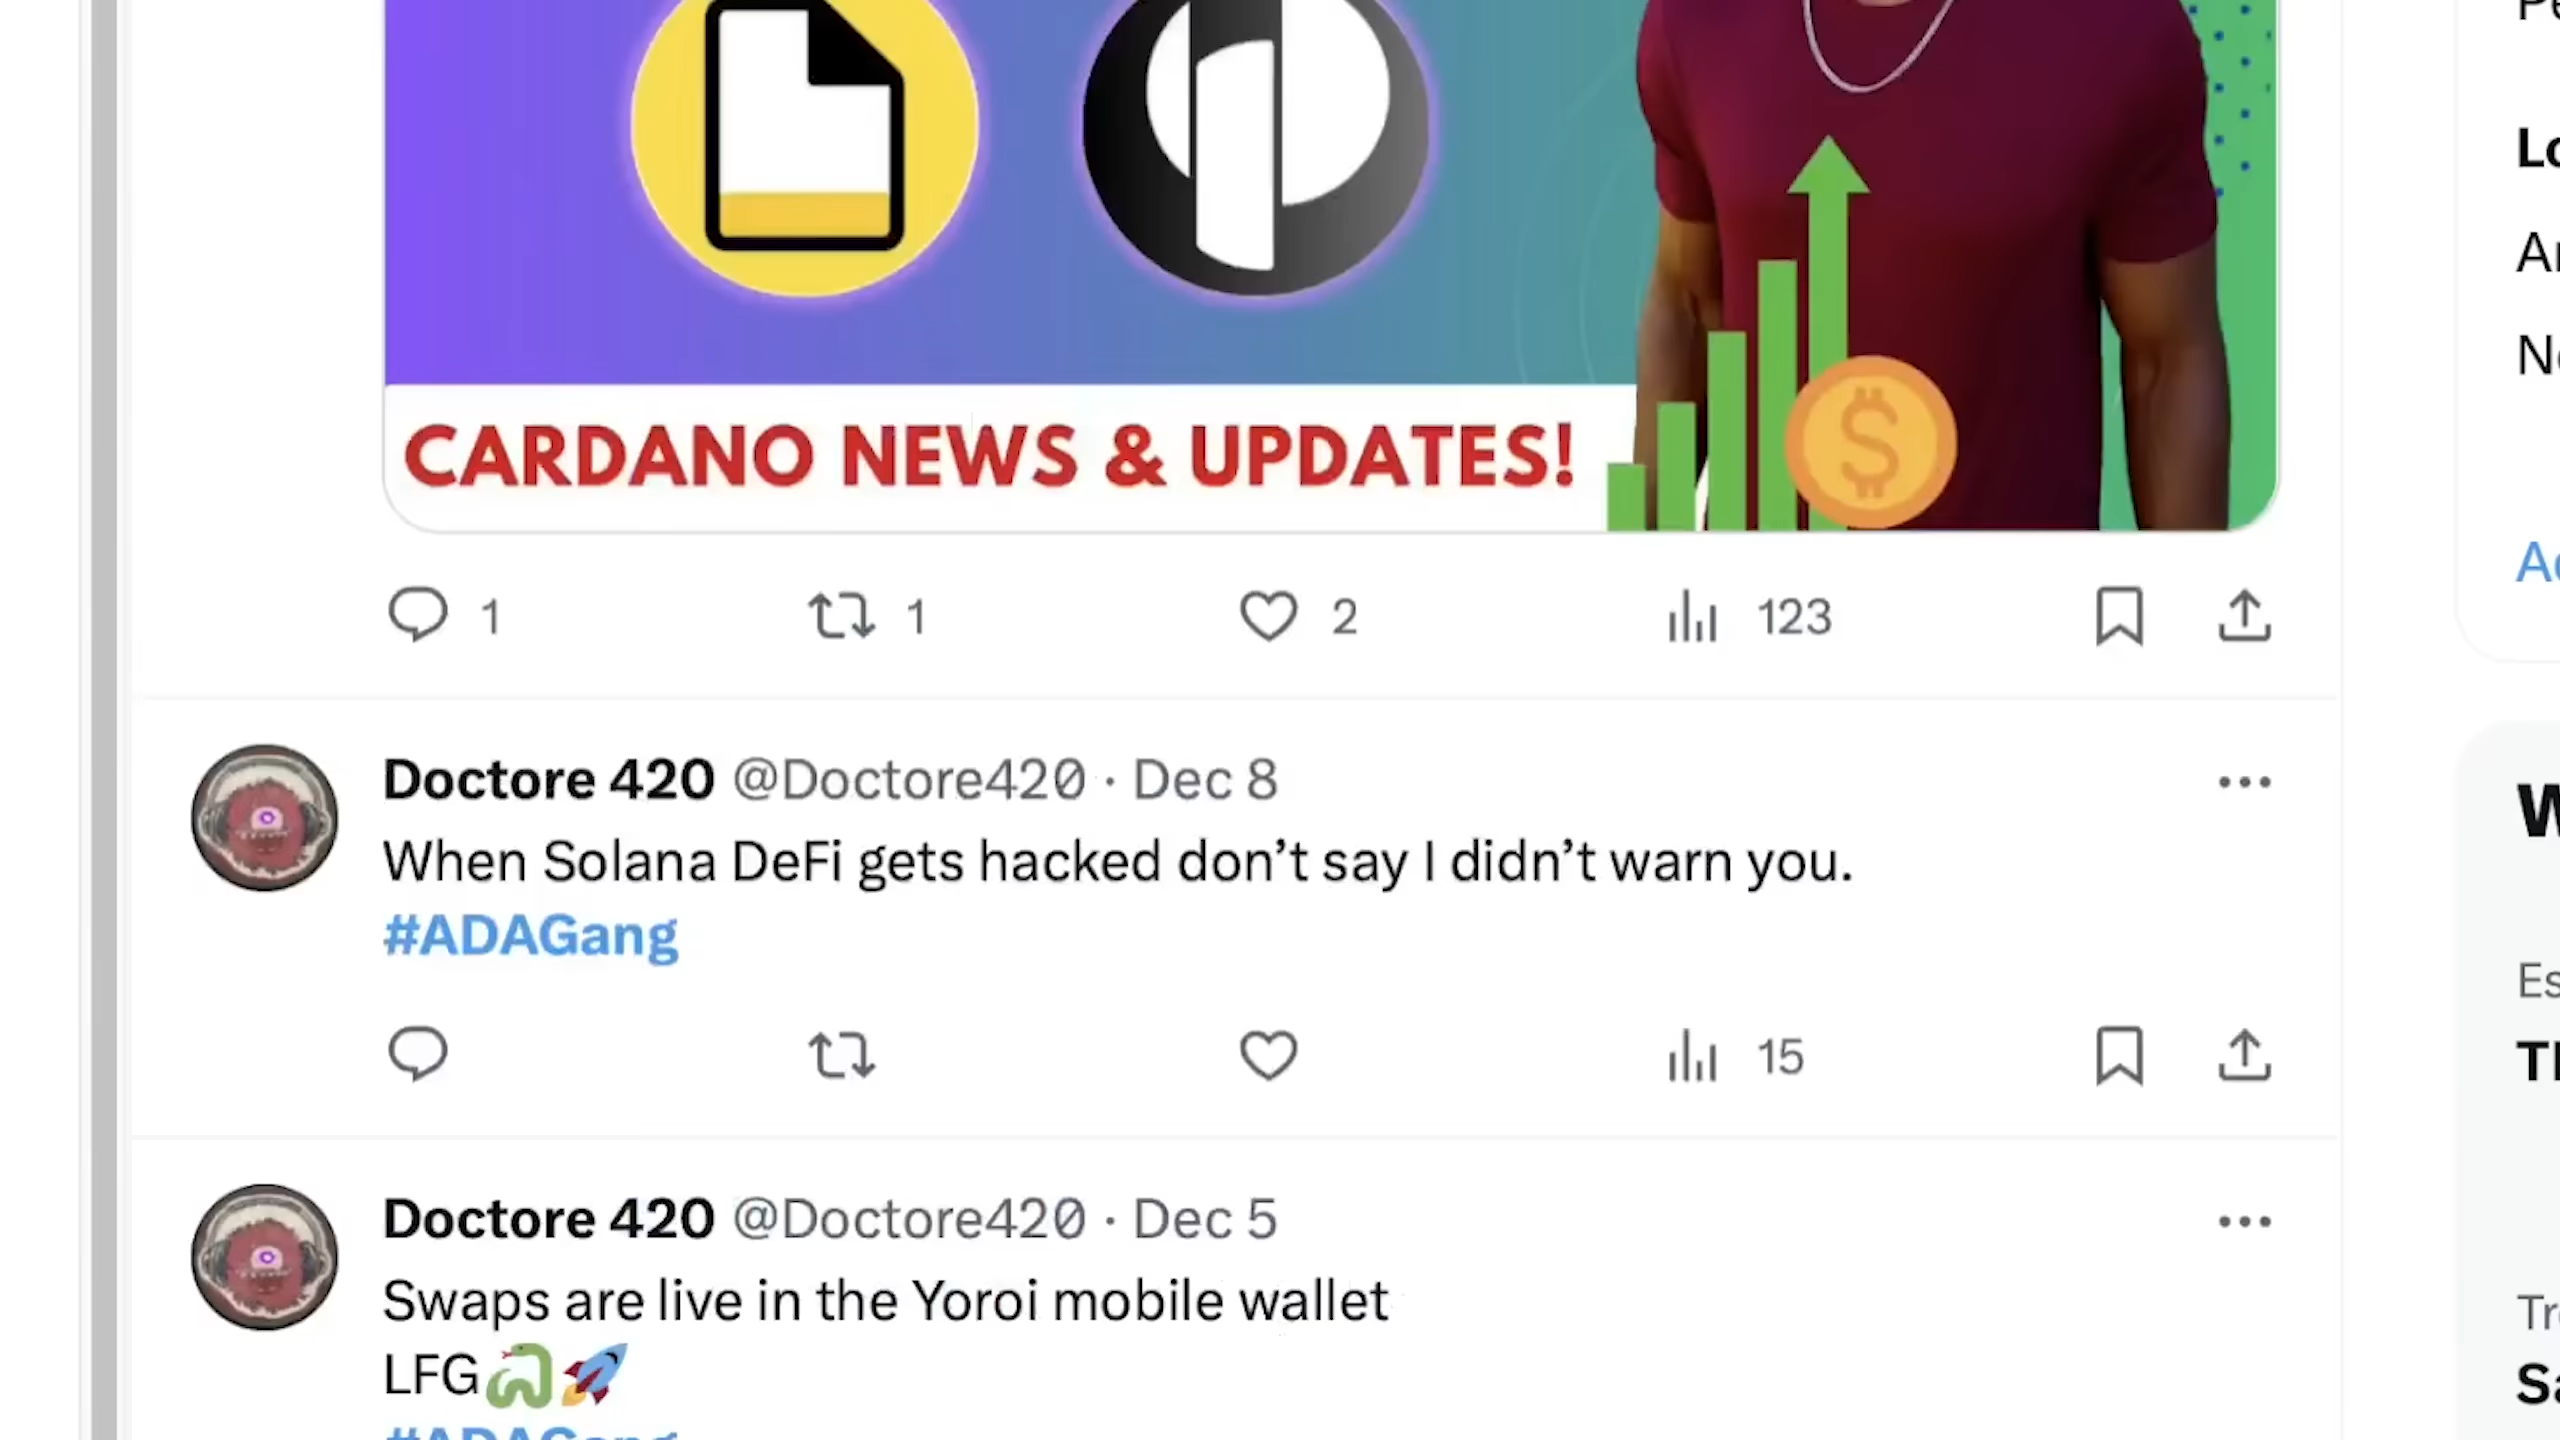 CARDANO NEWS & UPDATES!
1 1 2 123
Doctore 420 @Doctore420 · Dec 8
When Solana DeFi gets hacked don’t say I didn’t warn you.
#ADAGang
15
Doctore 420 @Doctore420 · Dec 5
Swaps are live in the Yoroi mobile wallet
LFG🐍🚀
#ADAGang